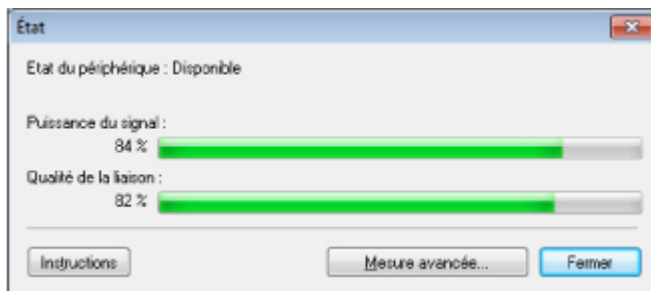 État
Etat du périphérique : Disponible
Puissance du signal :
84 %
Qualité de la liaison :
82 %
Instructions
Mesure avancée...
Fermer